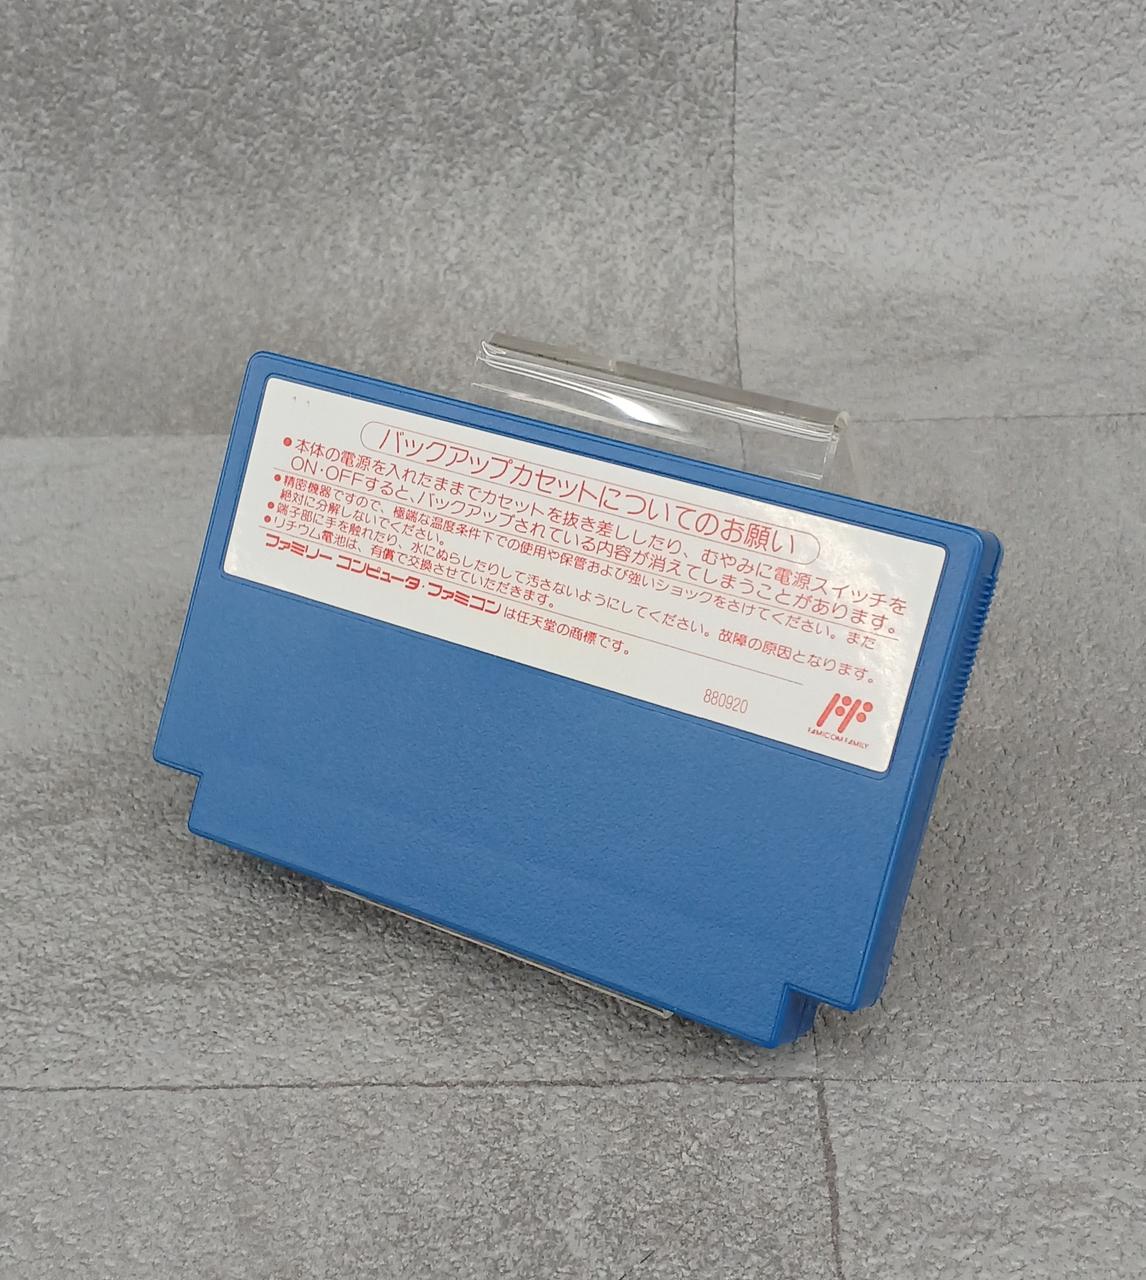 バックアップカセットについてのお願い
●本体の電源を入れたままでカセットを抜き差ししたり、むやみに電源スイッチを
ON・OFFすると、バックアップされている内容が消えてしまうことがあります。
●精密機器ですので、極端な温度条件下での使用や保管および強いショックをさけてください。また
絶対に分解しないでください。
●端子部に手を触れたり、水にぬらしたりして汚さないようにしてください。故障の原因となります。
●リチウム電池は、有償で交換させていただきます。
ファミリー コンピュータ・ファミコンは任天堂の商標です。
880920
FAMICOM FAMILY